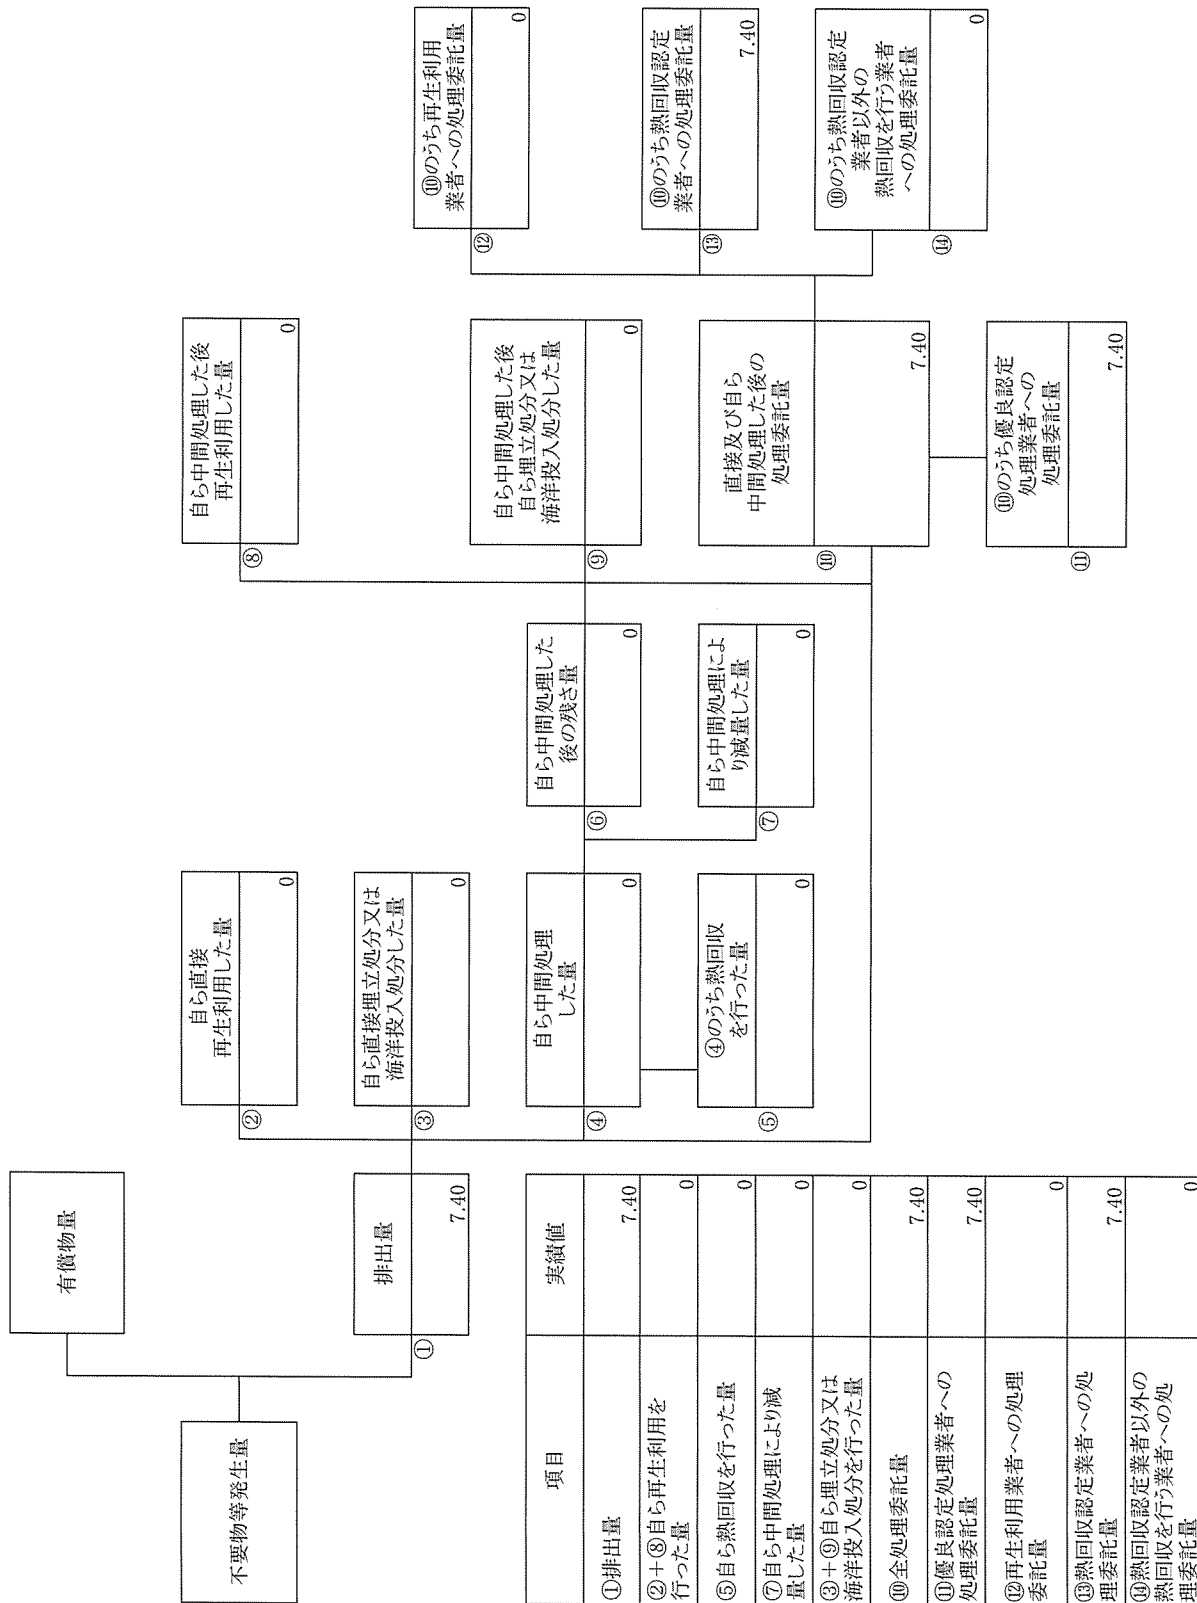 不要物等発生量
有償物量
排出量
①
7.40
自ら直接
再生利用した量
②
0
自ら直接埋立処分又は
海洋投入処分した量
③
0
自ら中間処理
した量
④
0
④のうち熱回収
を行った量
⑤
0
自ら中間処理した
後の残さ量
⑥
0
自ら中間処理によ
り減量した量
⑦
0
自ら中間処理した後
再生利用した量
⑧
0
自ら中間処理した後
自ら埋立処分又は
海洋投入処分した量
⑨
0
直接及び自ら
中間処理した後の
処理委託量
⑩
7.40
⑩のうち優良認定
処理業者への
処理委託量
⑪
7.40
⑩のうち再生利用
業者への処理委託量
⑫
0
⑩のうち熱回収認定
業者への処理委託量
⑬
7.40
⑩のうち熱回収認定
業者以外の
熱回収を行う業者
への処理委託量
⑭
0
項目 実績値
①排出量 7.40
②+⑧自ら再生利用を
行った量 0
⑤自ら熱回収を行った量 0
⑦自ら中間処理により減
量した量 0
③+⑨自ら埋立処分又は
海洋投入処分を行った量 0
⑩全処理委託量 7.40
⑪優良認定処理業者への
処理委託量 7.40
⑫再生利用業者への処理
委託量 0
⑬熱回収認定業者への処
理委託量 7.40
⑭熱回収認定業者以外の
熱回収を行う業者への処
理委託量 0